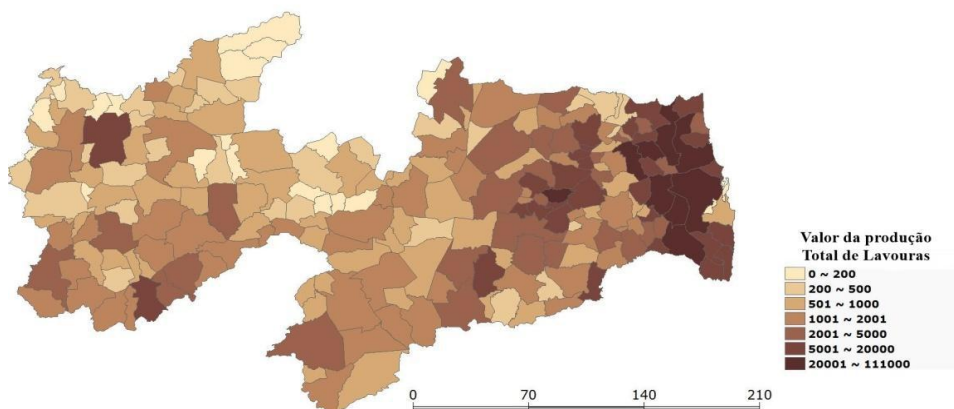 Valor da produção
Total de Lavouras
0 ~ 200
200 ~ 500
501 ~ 1000
1001 ~ 2001
2001 ~ 5000
5001 ~ 20000
20001 ~ 111000
0 70 140 210